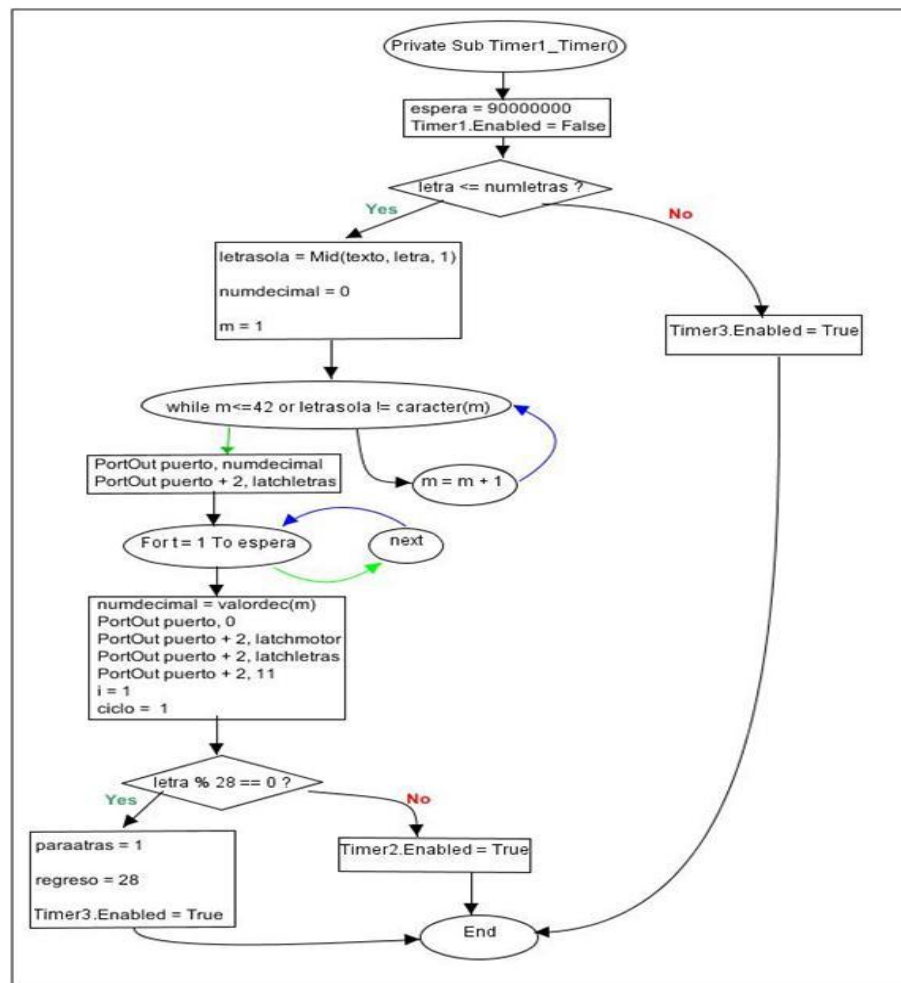 Private Sub Timer1_Timer()
espera = 90000000
Timer1.Enabled = False
letra <= numletras ?
Yes
No
letrasola = Mid(texto, letra, 1)
numdecimal = 0
m = 1
Timer3.Enabled = True
while m<=42 or letrasola != caracter(m)
PortOut puerto, numdecimal
PortOut puerto + 2, latchletras
m = m + 1
For t = 1 To espera
next
numdecimal = valordec(m)
PortOut puerto, 0
PortOut puerto + 2, latchmotor
PortOut puerto + 2, latchletras
PortOut puerto + 2, 11
i = 1
ciclo = 1
letra % 28 == 0 ?
Yes
No
paraatras = 1
regreso = 28
Timer3.Enabled = True
Timer2.Enabled = True
End